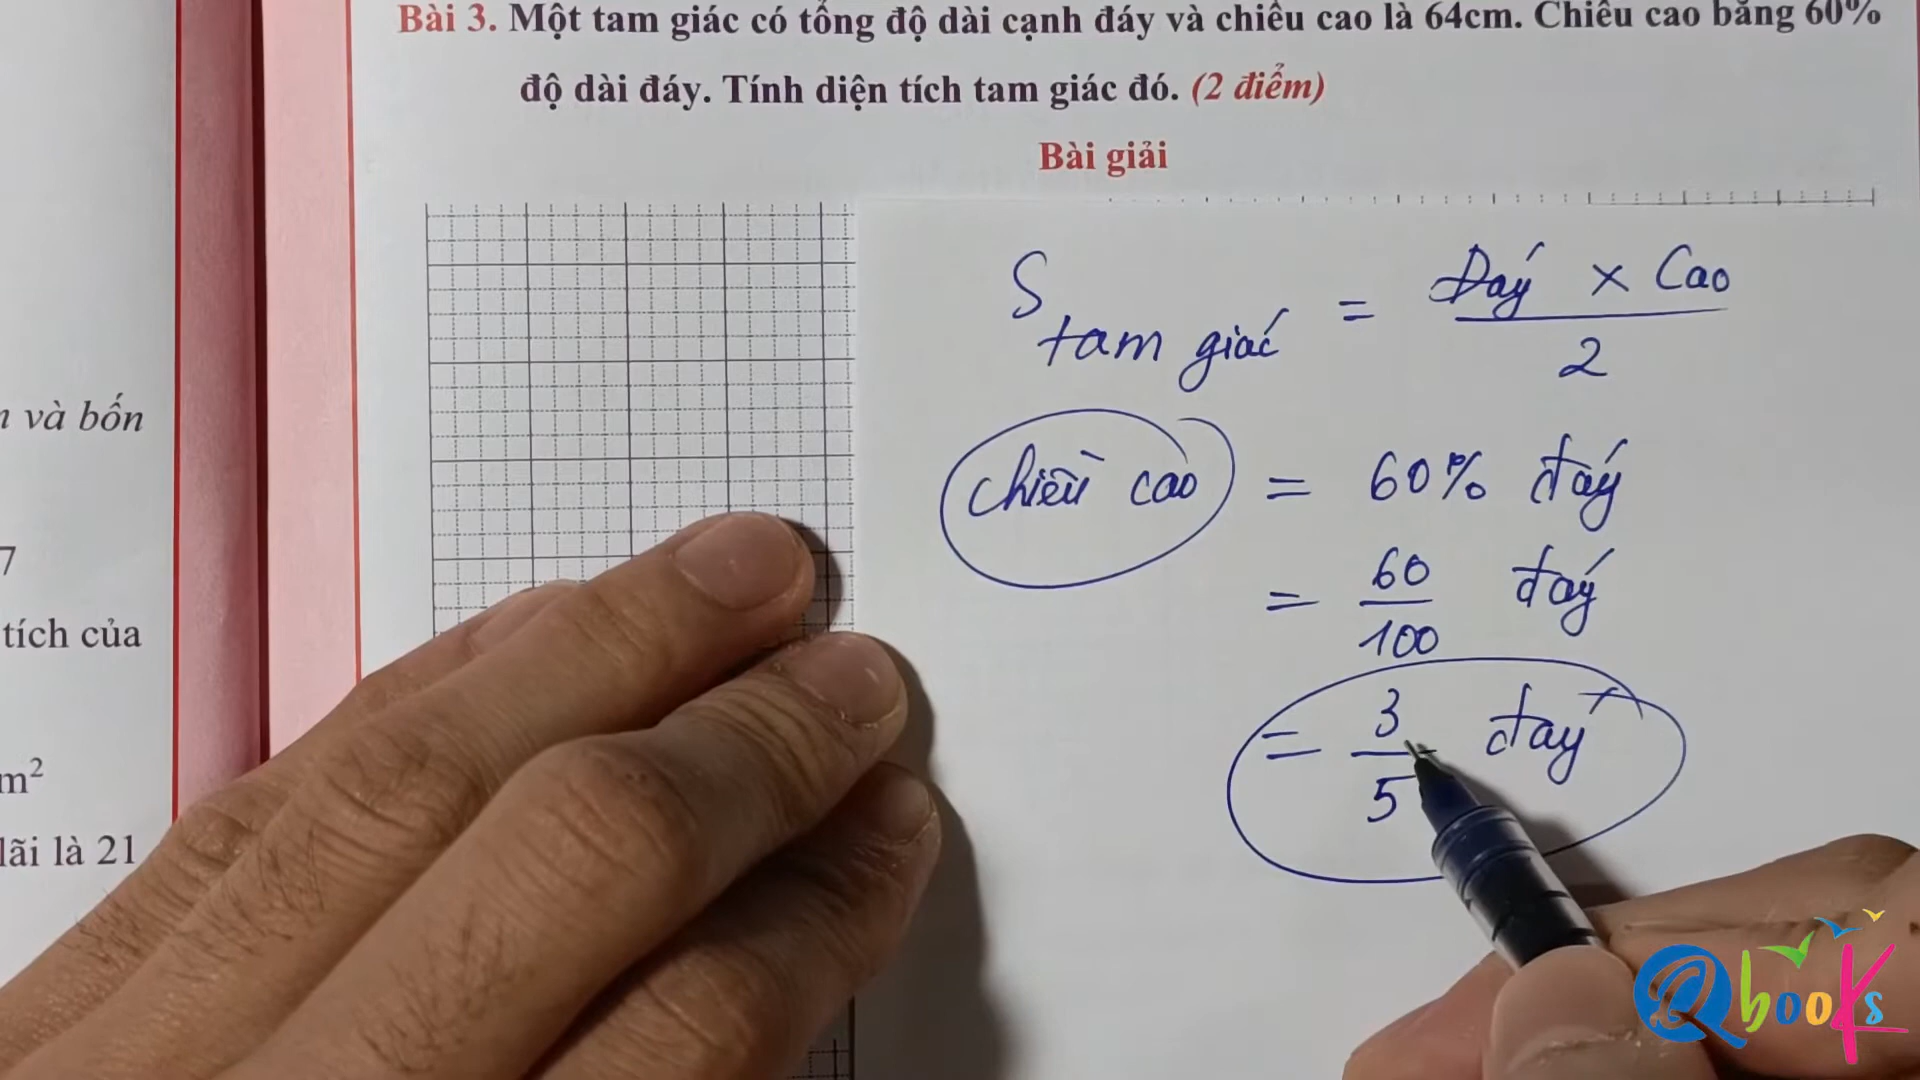 Bài 3. Một tam giác có tổng độ dài cạnh đáy và chiều cao là 64cm. Chiều cao bằng 60%
độ dài đáy. Tính diện tích tam giác đó. (2 điểm)
Bài giải
S tam giác = Đáy x Cao
2
chiều cao = 60% đáy
= 60/100 đáy
= 3/5 đáy
và bốn
7
tích của
m²
lãi là 21
Qbooks